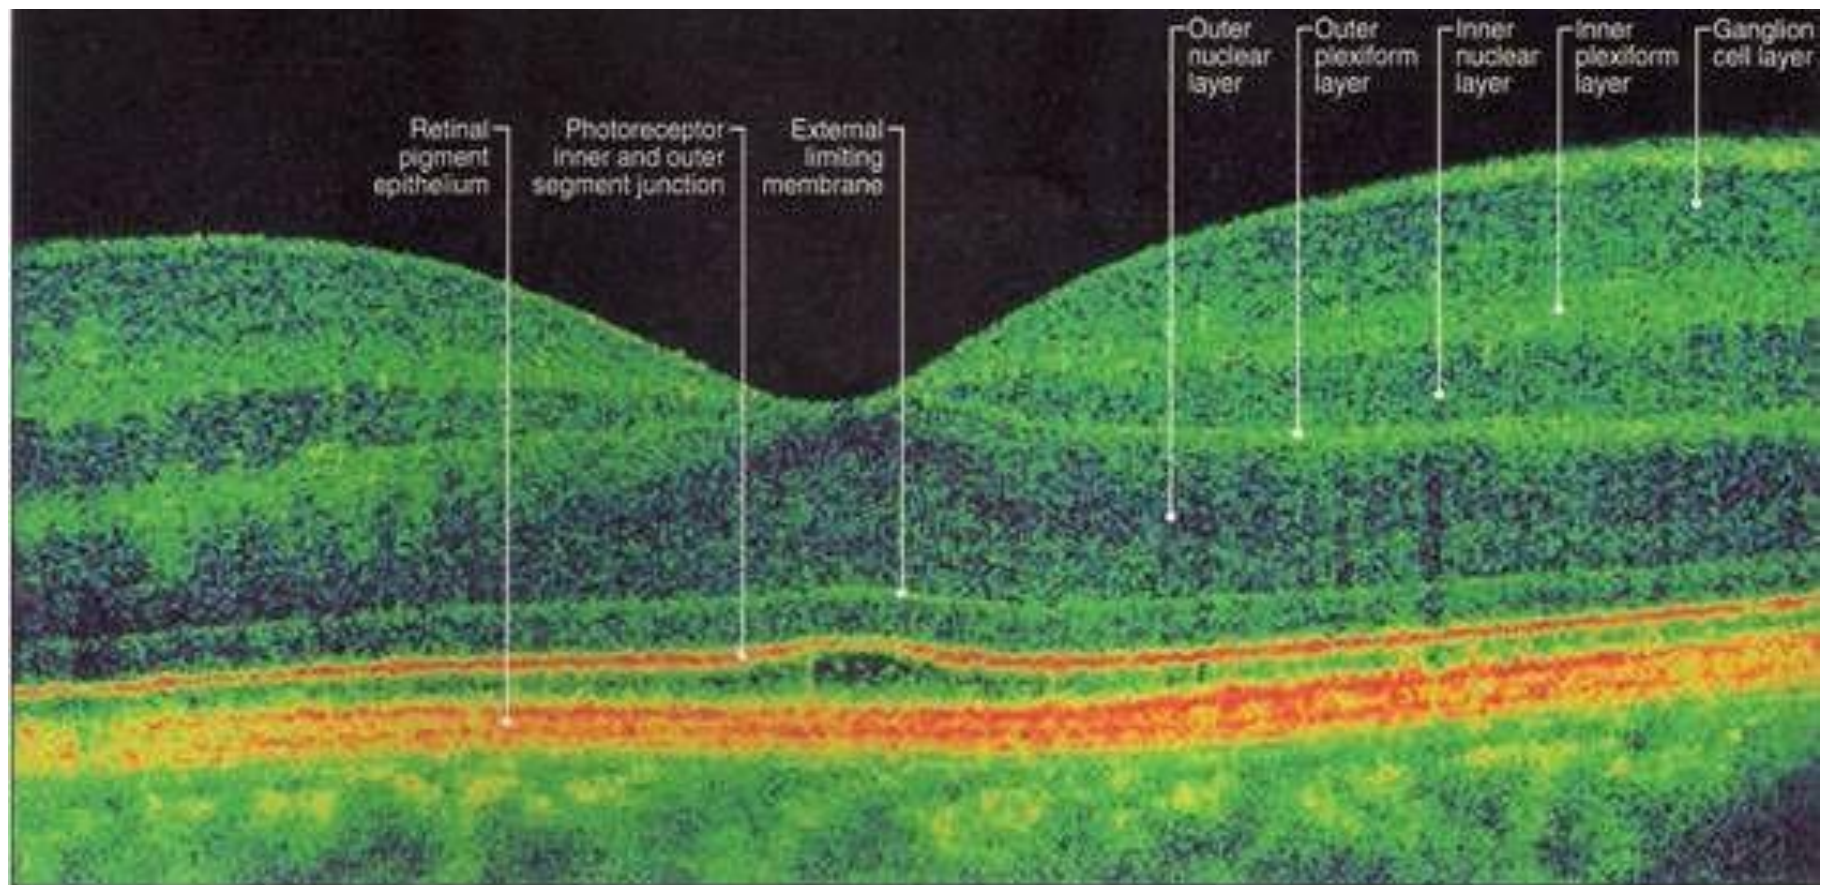 Retinal
pigment
epithelium
Photoreceptor
inner and outer
segment junction
External
limiting
membrane
Outer
nuclear
layer
Outer
plexiform
layer
Inner
nuclear
layer
Inner
plexiform
layer
Ganglion
cell layer